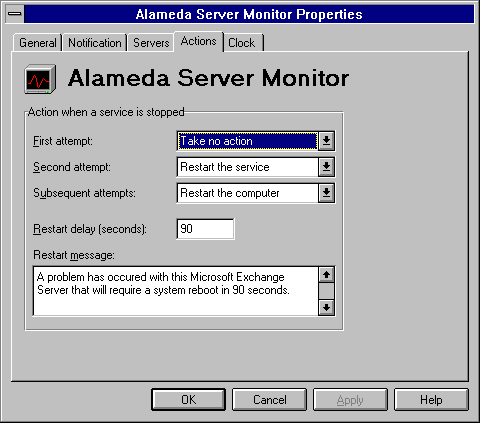 Alameda Server Monitor Properties
General Notification Servers Actions Clock
Alameda Server Monitor
Action when a service is stopped
First attempt: Take no action
Second attempt: Restart the service
Subsequent attempts: Restart the computer
Restart delay (seconds): 90
Restart message:
A problem has occured with this Microsoft Exchange
Server that will require a system reboot in 90 seconds.
OK Cancel Apply Help